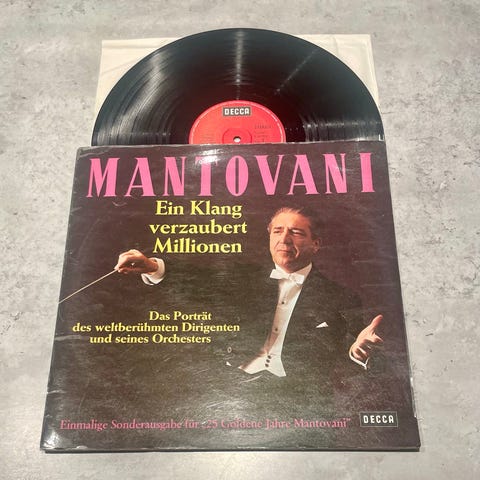 DECCA
MANTOVANI
Ein Klang
verzaubert
Millionen
Das Porträt
des weltberühmten Dirigenten
und seines Orchesters
Einmalige Sonderausgabe für „25 Goldene Jahre Mantovani"
DECCA